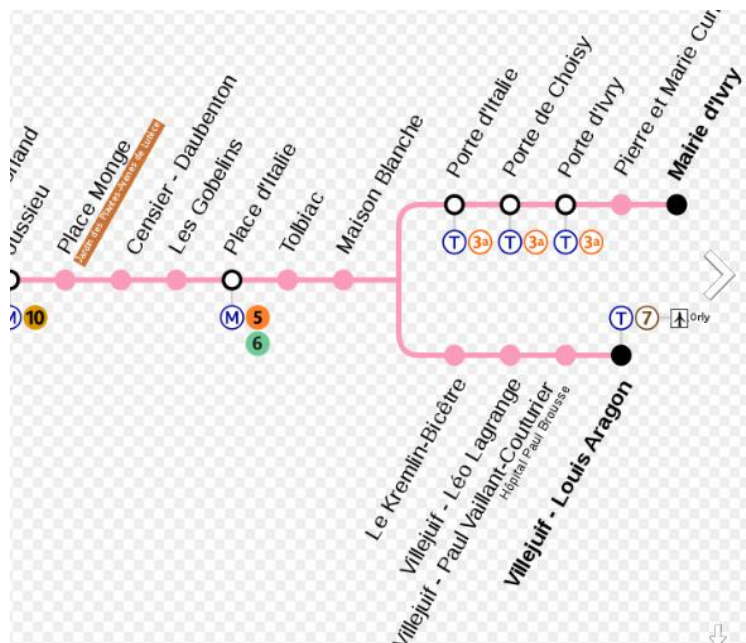 Place Monge
Jardin des Plantes-Arènes de Lutèce
Censier - Daubenton
Les Gobelins
Place d'Italie
Tolbiac
Maison Blanche
Porte d'Italie
Porte de Choisy
Porte d'Ivry
Pierre et Marie
Mairie d'Ivry
T 3a T 3a T 3a
10
M 5
6
T 7 Orly
Le Kremlin-Bicêtre
Villejuif - Léo Lagrange
Villejuif - Paul Vaillant-Couturier
Hôpital Paul Brousse
Villejuif - Louis Aragon